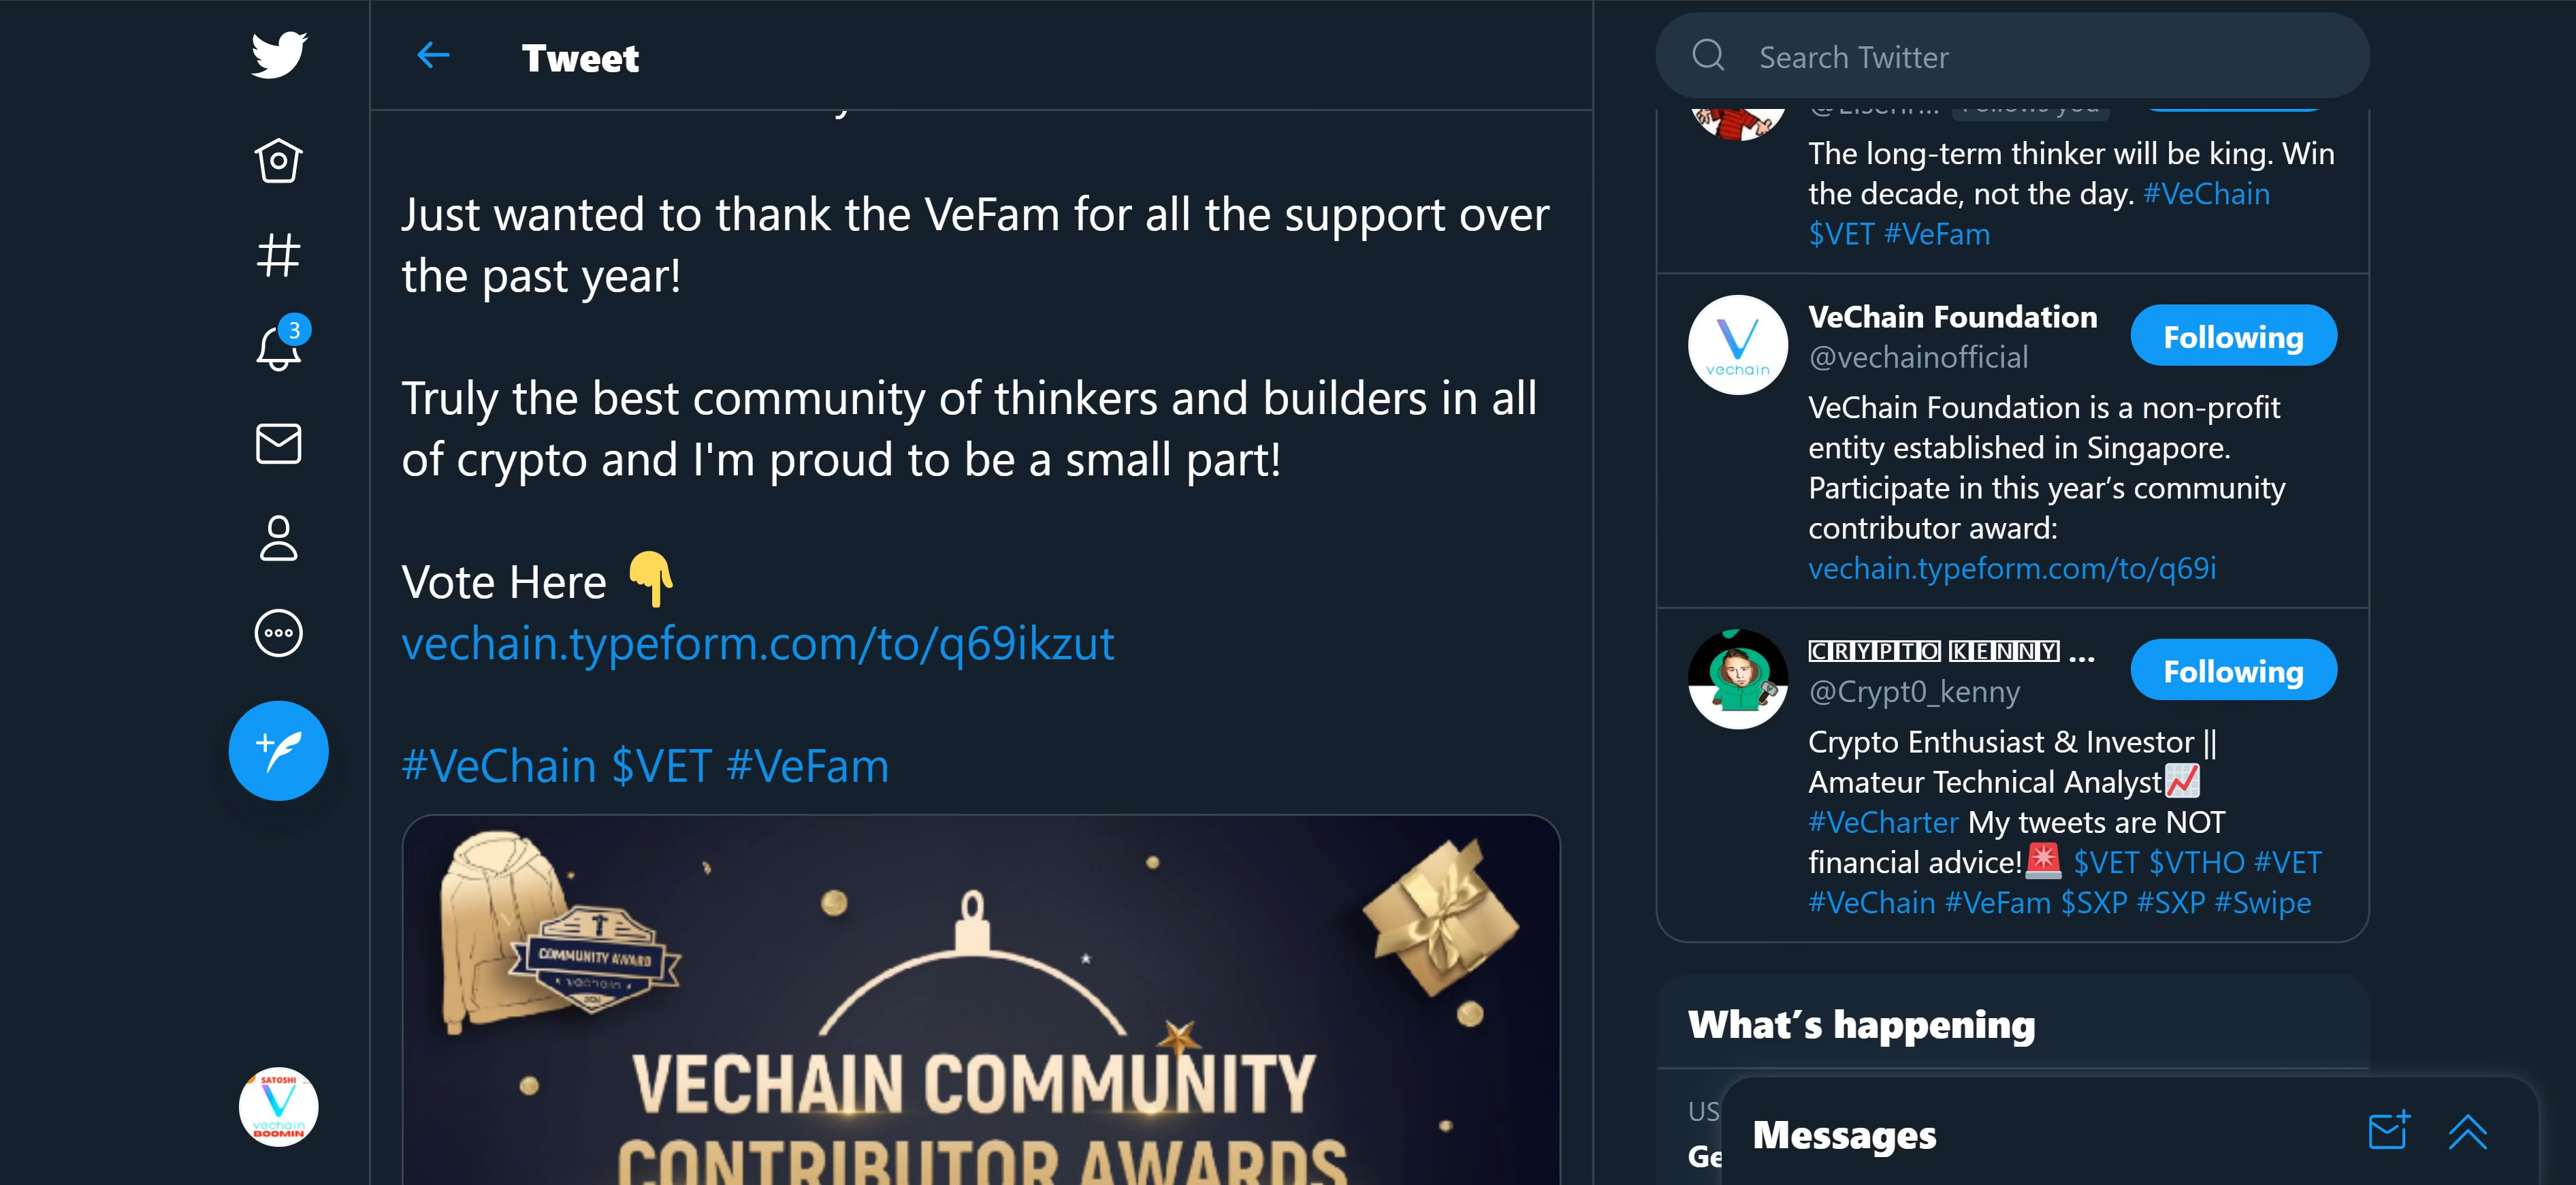 Tweet
Just wanted to thank the VeFam for all the support over
the past year!
Truly the best community of thinkers and builders in all
of crypto and I'm proud to be a small part!
Vote Here 👇
vechain.typeform.com/to/q69ikzut
#VeChain $VET #VeFam
COMMUNITY AWARD
vechain
VECHAIN COMMUNITY
CONTRIBUTOR AWARDS
3
SATOSHI
vechain
BOOMIN
Search Twitter
Follows you
The long-term thinker will be king. Win
the decade, not the day. #VeChain
$VET #VeFam
vechain
VeChain Foundation
@vechainofficial
Following
VeChain Foundation is a non-profit
entity established in Singapore.
Participate in this year’s community
contributor award:
vechain.typeform.com/to/q69i
CRYPTO KENNY ...
@Crypt0_kenny
Following
Crypto Enthusiast & Investor ||
Amateur Technical Analyst📈
#VeCharter My tweets are NOT
financial advice!🚨 $VET $VTHO #VET
#VeChain #VeFam $SXP #SXP #Swipe
What’s happening
US
Ge
Messages